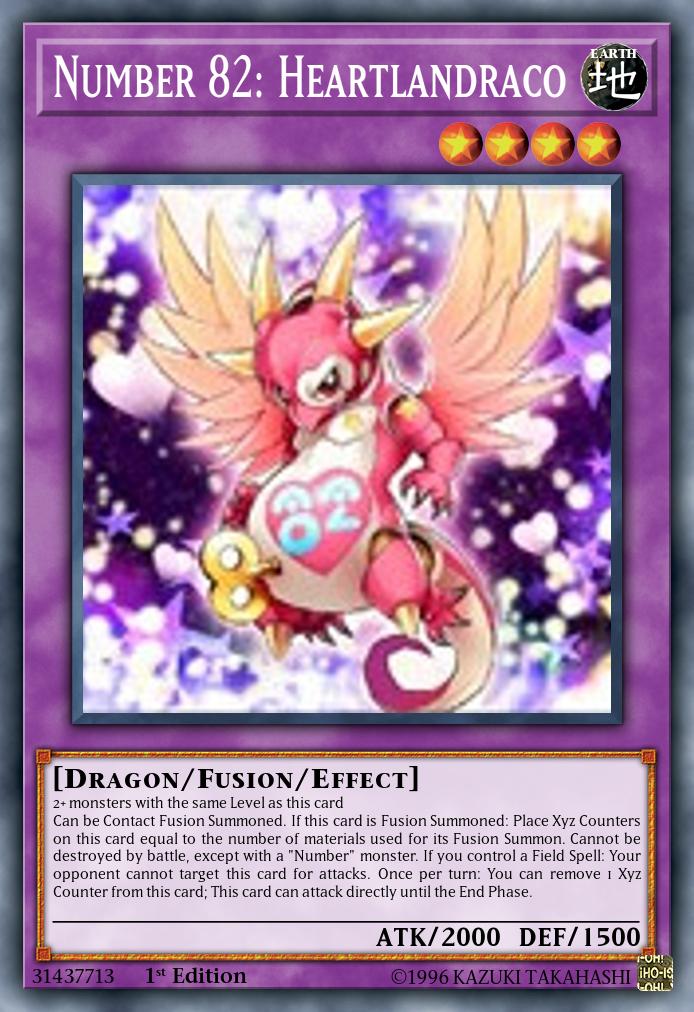 Number 82: Heartlandraco
EARTH
地
82
[Dragon/Fusion/Effect]
2+ monsters with the same Level as this card
Can be Contact Fusion Summoned. If this card is Fusion Summoned: Place Xyz Counters
on this card equal to the number of materials used for its Fusion Summon. Cannot be
destroyed by battle, except with a "Number" monster. If you control a Field Spell: Your
opponent cannot target this card for attacks. Once per turn: You can remove 1 Xyz
Counter from this card; This card can attack directly until the End Phase.
ATK/2000 DEF/1500
31437713 1st Edition ©1996 KAZUKI TAKAHASHI